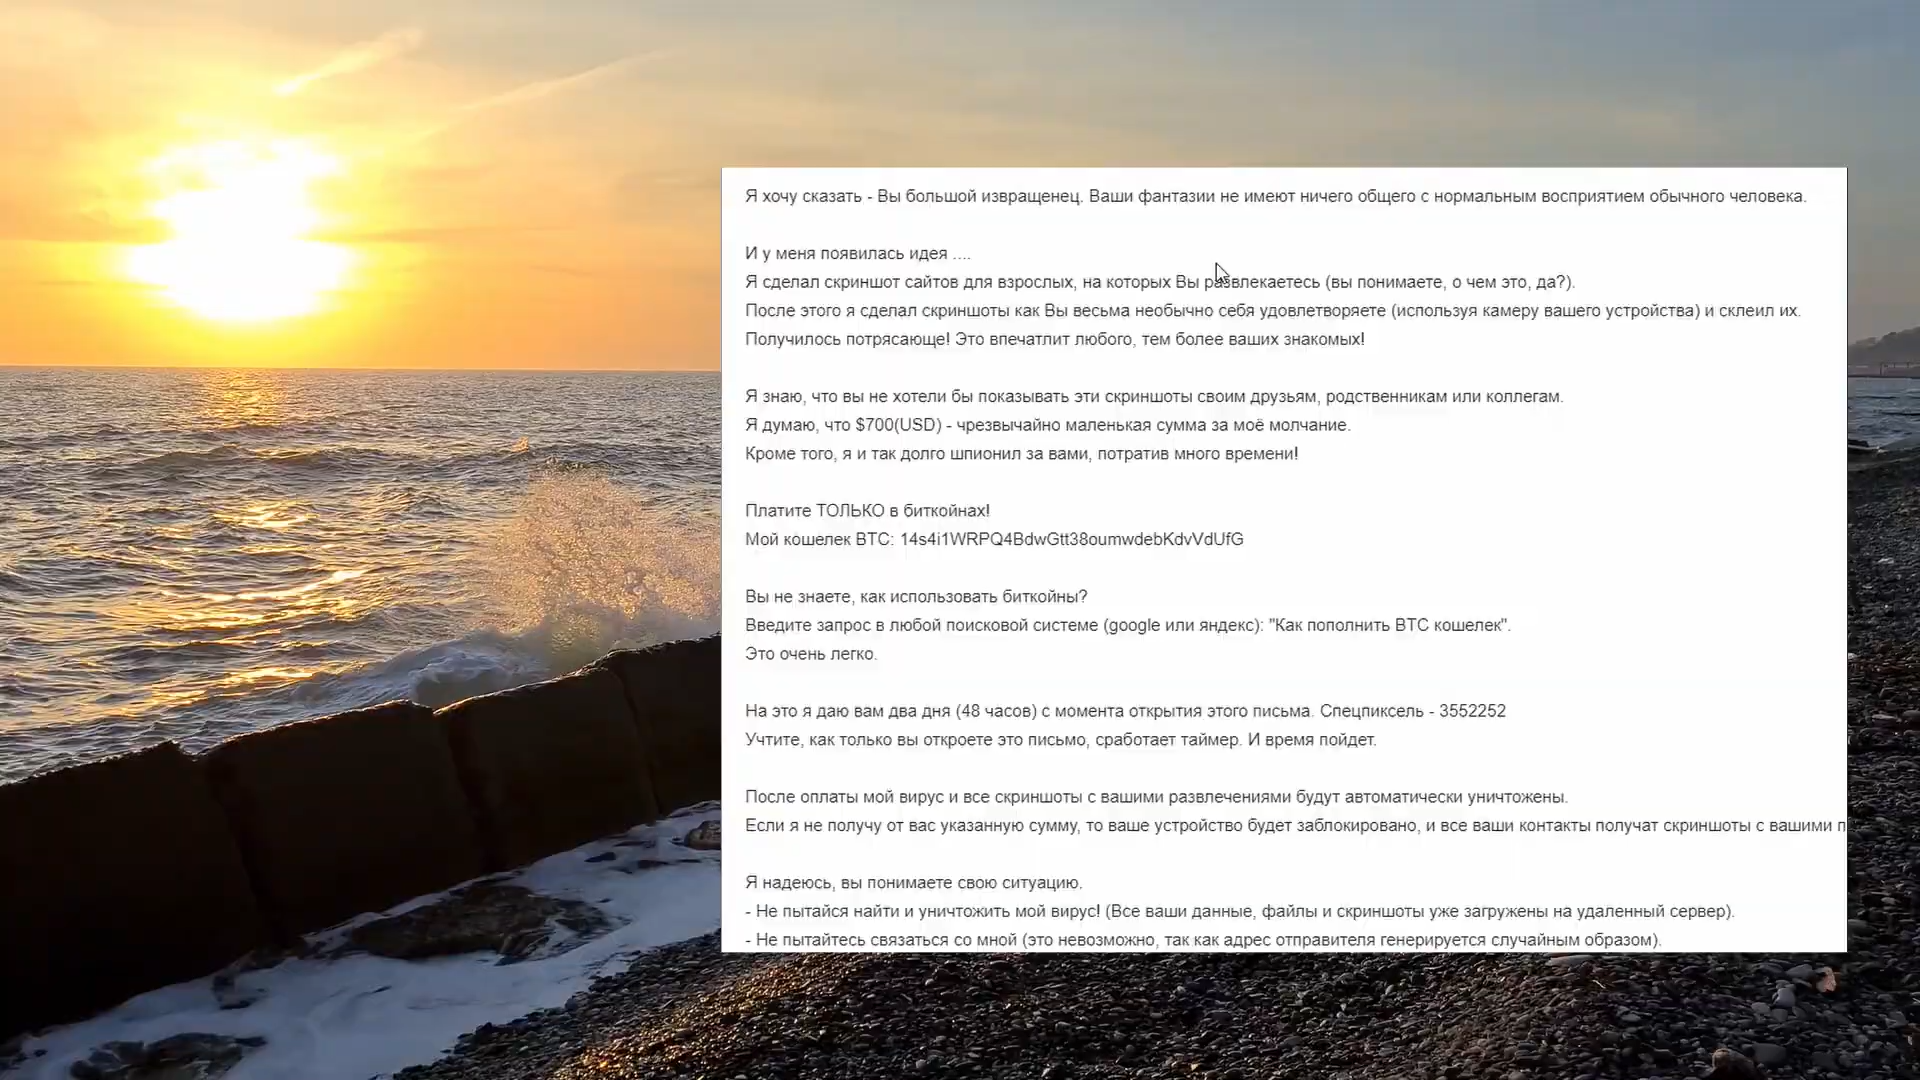 Я хочу сказать - Вы большой извращенец. Ваши фантазии не имеют ничего общего с нормальным восприятием обычного человека.
И у меня появилась идея ....
Я сделал скриншот сайтов для взрослых, на которых Вы развлекаетесь (вы понимаете, о чем это, да?).
После этого я сделал скриншоты как Вы весьма необычно себя удовлетворяете (используя камеру вашего устройства) и склеил их.
Получилось потрясающе! Это впечатлит любого, тем более ваших знакомых!
Я знаю, что вы не хотели бы показывать эти скриншоты своим друзьям, родственникам или коллегам.
Я думаю, что $700(USD) - чрезвычайно маленькая сумма за моё молчание.
Кроме того, я и так долго шпионил за вами, потратив много времени!
Платите ТОЛЬКО в биткойнах!
Мой кошелек BTC: 14s4i1WRPQ4BdwGtt38oumwdebKdvVdUfG
Вы не знаете, как использовать биткойны?
Введите запрос в любой поисковой системе (google или яндекс): "Как пополнить BTC кошелек".
Это очень легко.
На это я даю вам два дня (48 часов) с момента открытия этого письма. Спецпиксель - 3552252
Учтите, как только вы откроете это письмо, сработает таймер. И время пойдет.
После оплаты мой вирус и все скриншоты с вашими развлечениями будут автоматически уничтожены.
Если я не получу от вас указанную сумму, то ваше устройство будет заблокировано, и все ваши контакты получат скриншоты с вашими п
Я надеюсь, вы понимаете свою ситуацию.
- Не пытайся найти и уничтожить мой вирус! (Все ваши данные, файлы и скриншоты уже загружены на удаленный сервер).
- Не пытайтесь связаться со мной (это невозможно, так как адрес отправителя генерируется случайным образом).